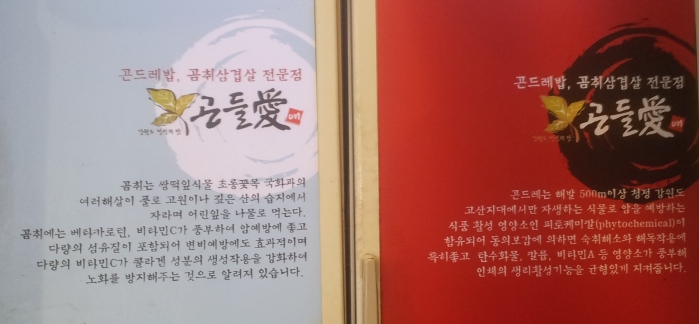 곤드레밥, 곰취삼겹살 전문점
곤들愛
애
곰취는 쌍떡잎식물 초롱꽃목 국화과의
여러해살이 풀로 고원이나 깊은 산의 습지에서
자라며 어린잎을 나물로 먹는다.
곰취에는 베타가로틴, 비타민C가 풍부하여 암예방에 좋고
다량의 섬유질이 포함되어 변비예방에도 효과적이며
다량의 비타민C가 콜라겐 성분의 생성작용을 강화하여
노화를 방지해주는 것으로 알려져 있습니다.
곤드레밥, 곰취삼겹살 전문점
곤들愛
애
곤드레는 해발 500m이상 청정 강원도
고산지대에서만 자생하는 식물로 암을 예방하는
식품 활성 영양소인 피로케미칼(phytochemical)이
함유되어 동의보감에 의하면 숙취해소와 해독작용에
특히좋고 탄수화물, 칼슘, 비타민A 등 영양소가 풍부해
인체의 생리활성기능을 균형있게 지켜줍니다.